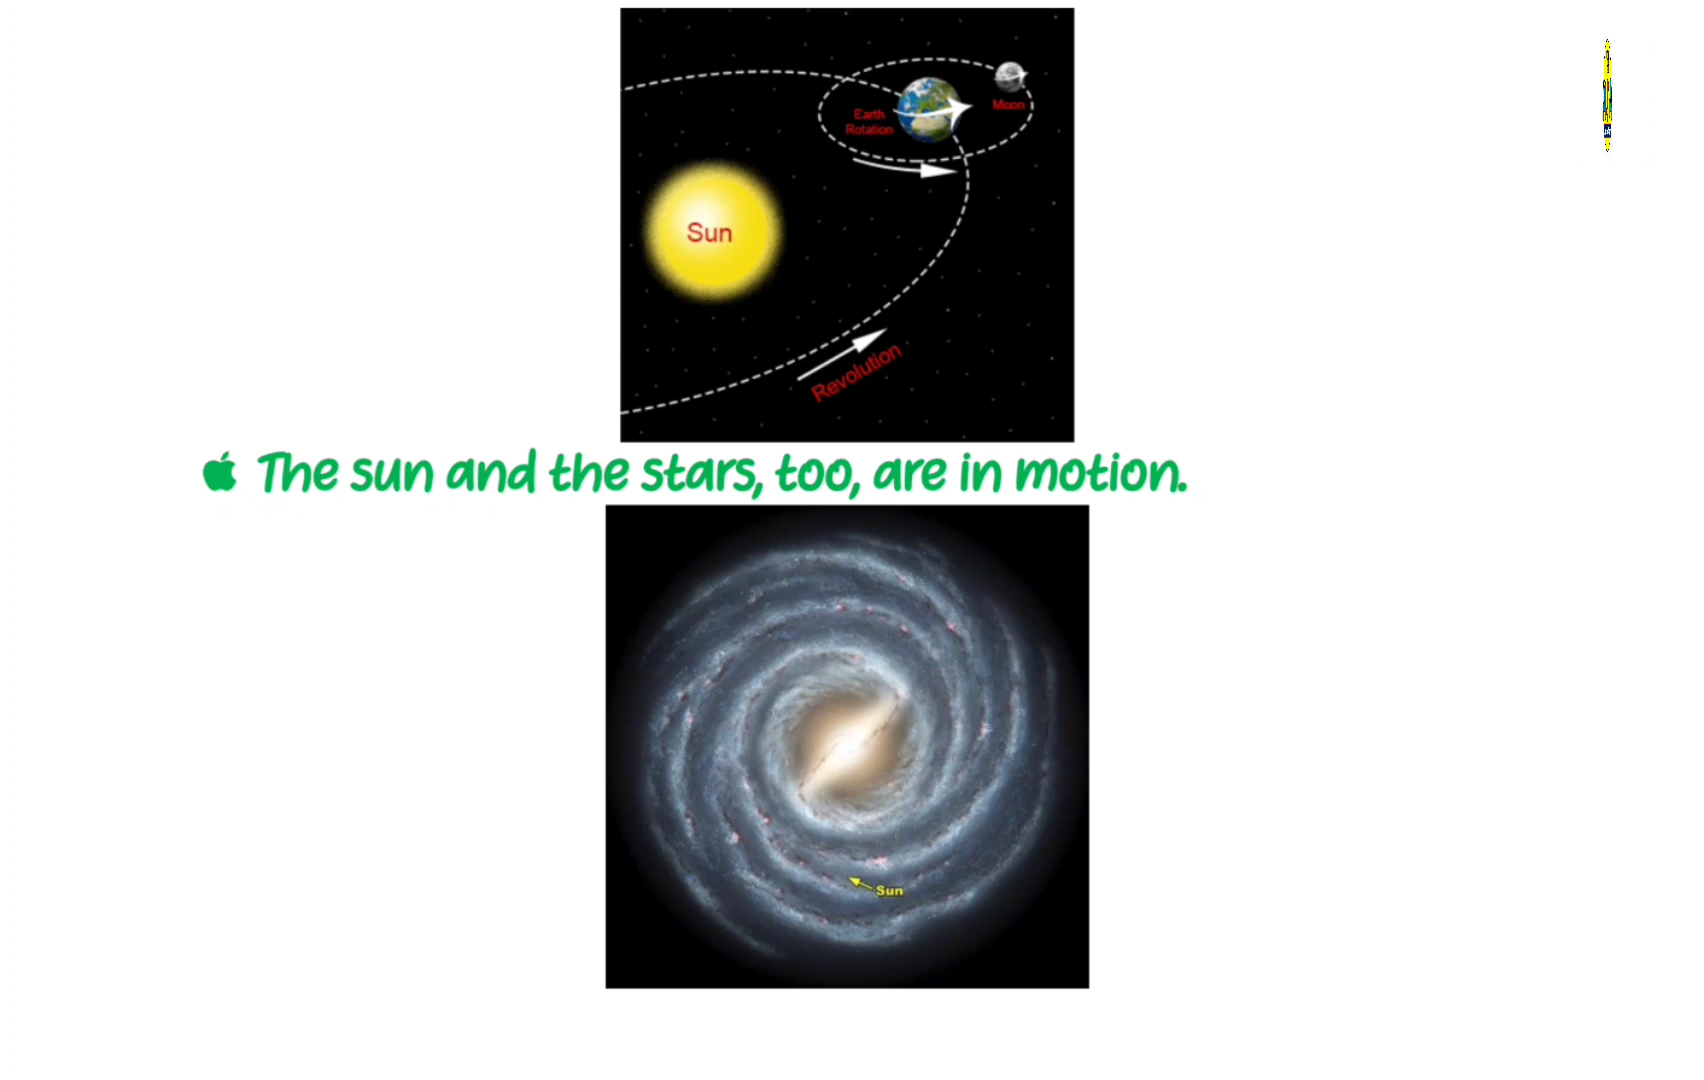 Moon
Earth
Rotation
Sun
Revolution
The sun and the stars, too, are in motion.
Sun